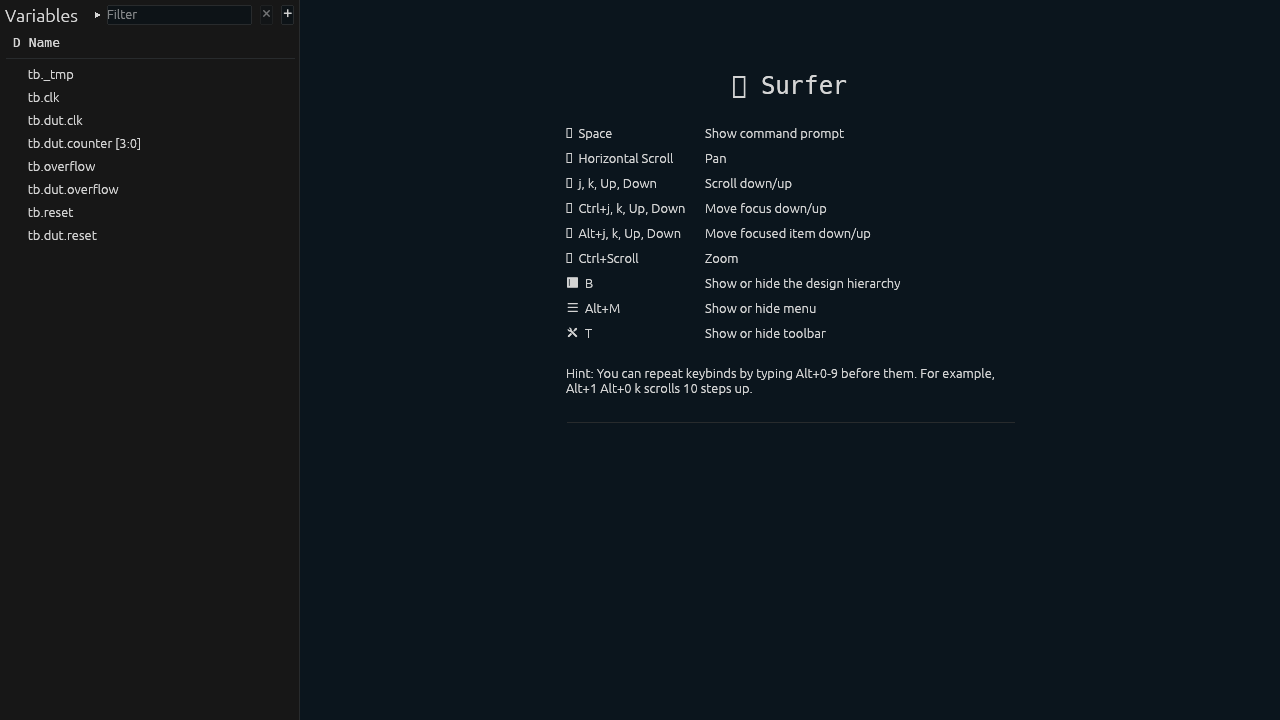 Variables Filter
D Name
tb._tmp
tb.clk
tb.dut.clk
tb.dut.counter [3:0]
tb.overflow
tb.dut.overflow
tb.reset
tb.dut.reset
Surfer
Space Show command prompt
Horizontal Scroll Pan
j, k, Up, Down Scroll down/up
Ctrl+j, k, Up, Down Move focus down/up
Alt+j, k, Up, Down Move focused item down/up
Ctrl+Scroll Zoom
B Show or hide the design hierarchy
Alt+M Show or hide menu
T Show or hide toolbar
Hint: You can repeat keybinds by typing Alt+0-9 before them. For example,
Alt+1 Alt+0 k scrolls 10 steps up.